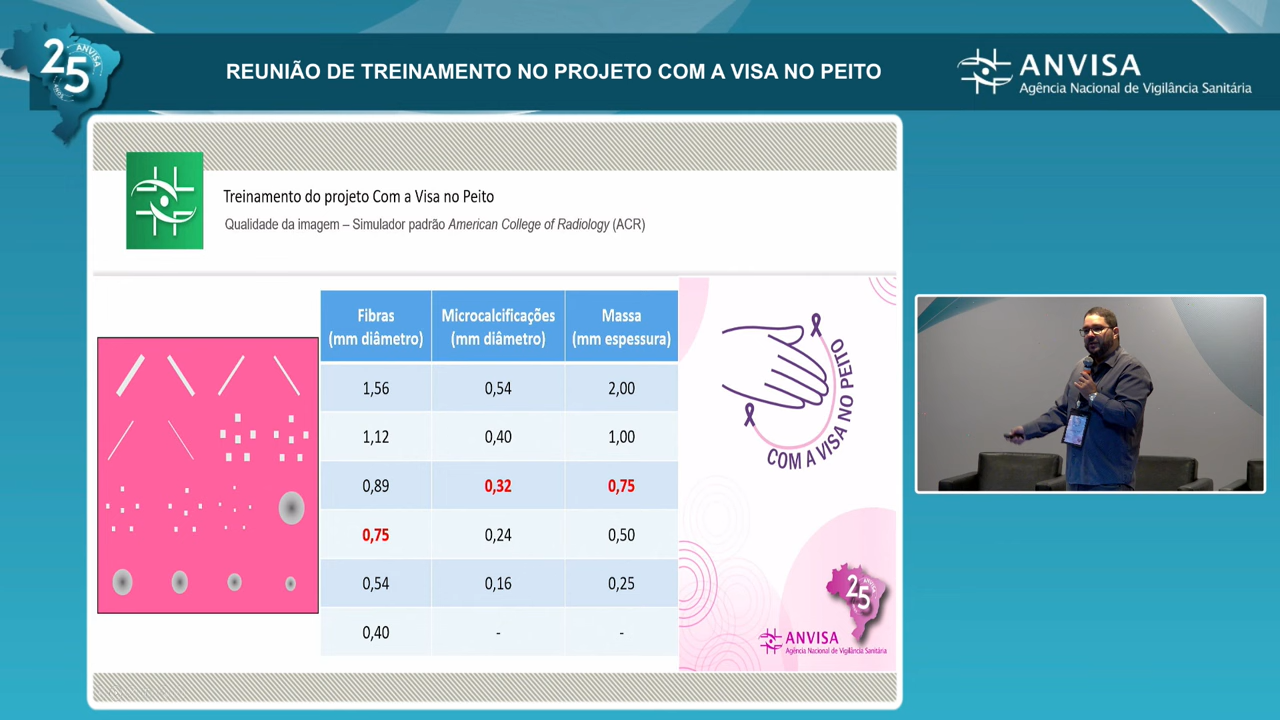 25
ANVISA
REUNIÃO DE TREINAMENTO NO PROJETO COM A VISA NO PEITO
ANVISA
Agência Nacional de Vigilância Sanitária
Treinamento do projeto Com a Visa no Peito
Qualidade da imagem – Simulador padrão American College of Radiology (ACR)
Fibras (mm diâmetro) Microcalcificações (mm diâmetro) Massa (mm espessura)
1,56 0,54 2,00
1,12 0,40 1,00
0,89 0,32 0,75
0,75 0,24 0,50
0,54 0,16 0,25
0,40 - -
COM A VISA NO PEITO
25
ANVISA
ANVISA
Agência Nacional de Vigilância Sanitária